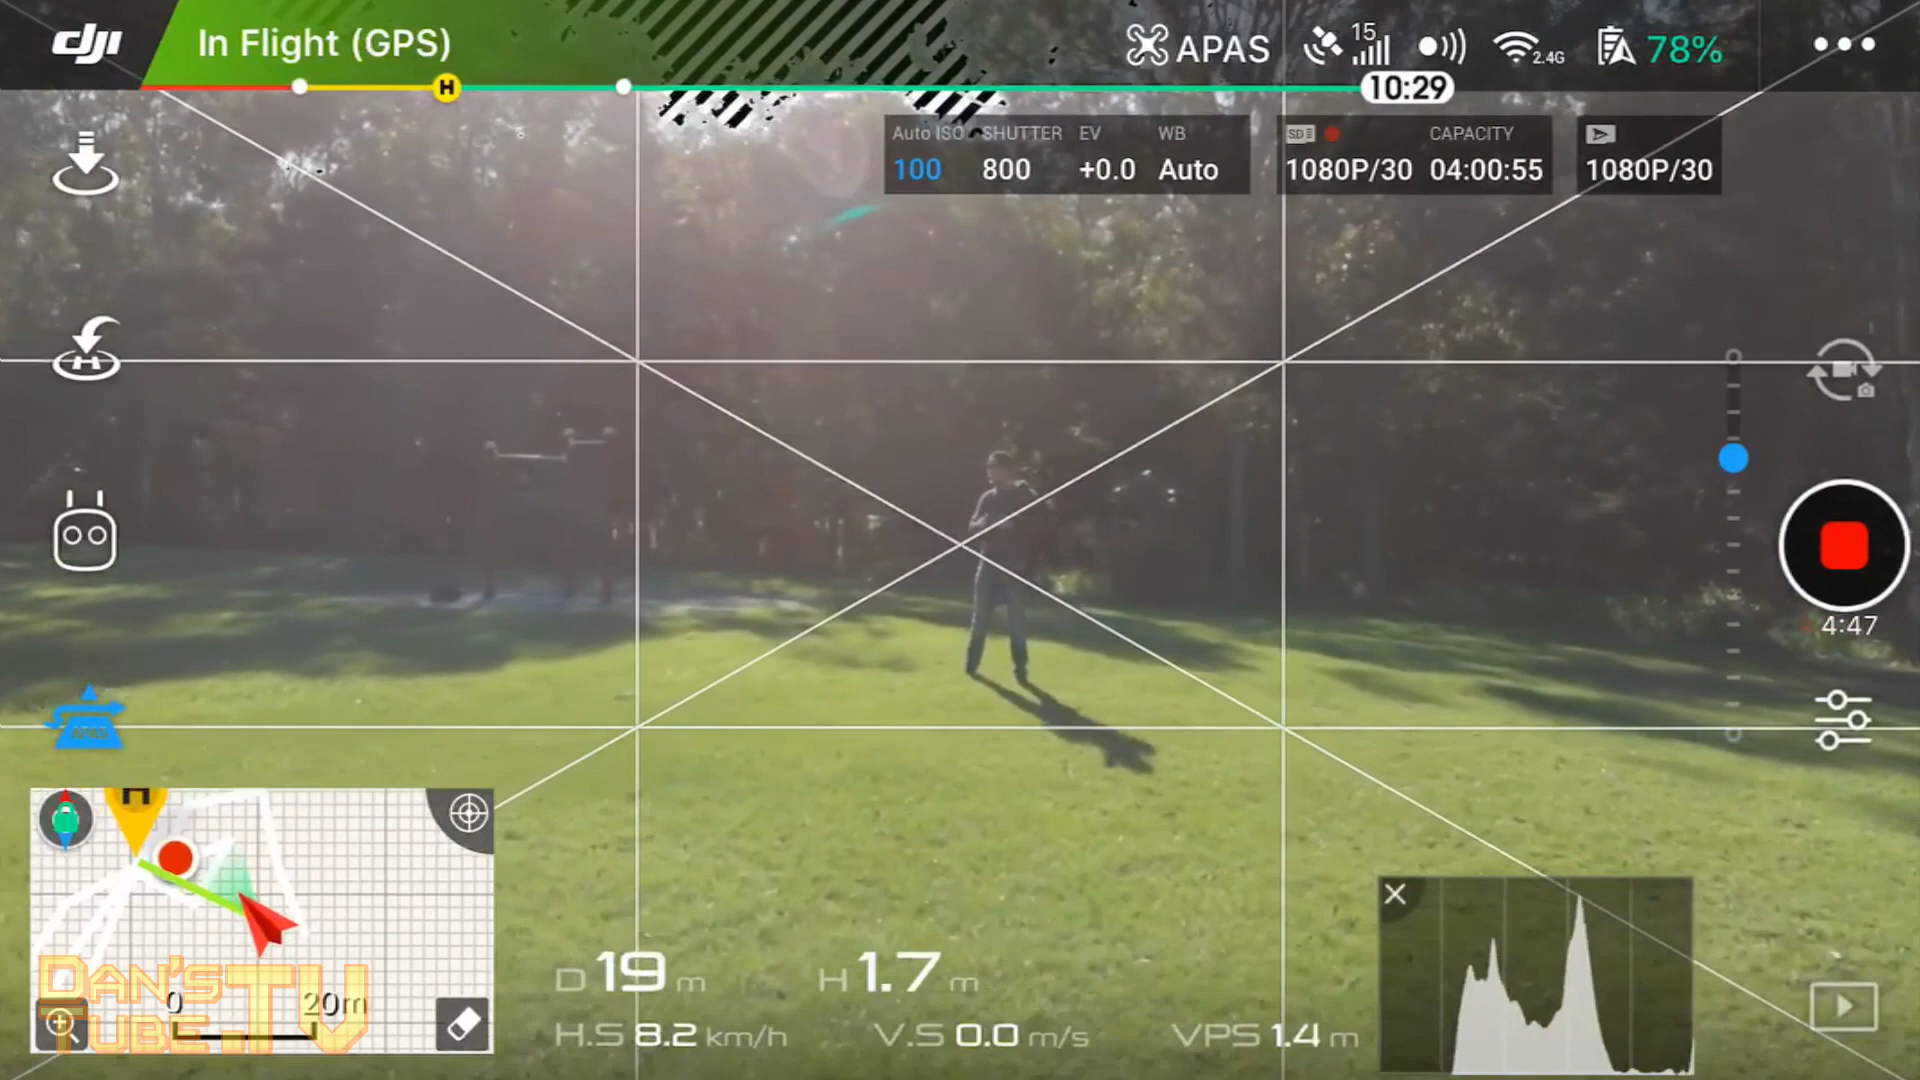 dji In Flight (GPS) APAS 15 2.4G 78%
H 10:29
Auto ISO SHUTTER EV WB SD CAPACITY
100 800 +0.0 Auto 1080P/30 04:00:55 1080P/30
H
4:47
APAS
H
DAN'S TUBE.TV
0 20m
D 19 m H 1.7 m
H.S 8.2 km/h V.S 0.0 m/s VPS 1.4 m